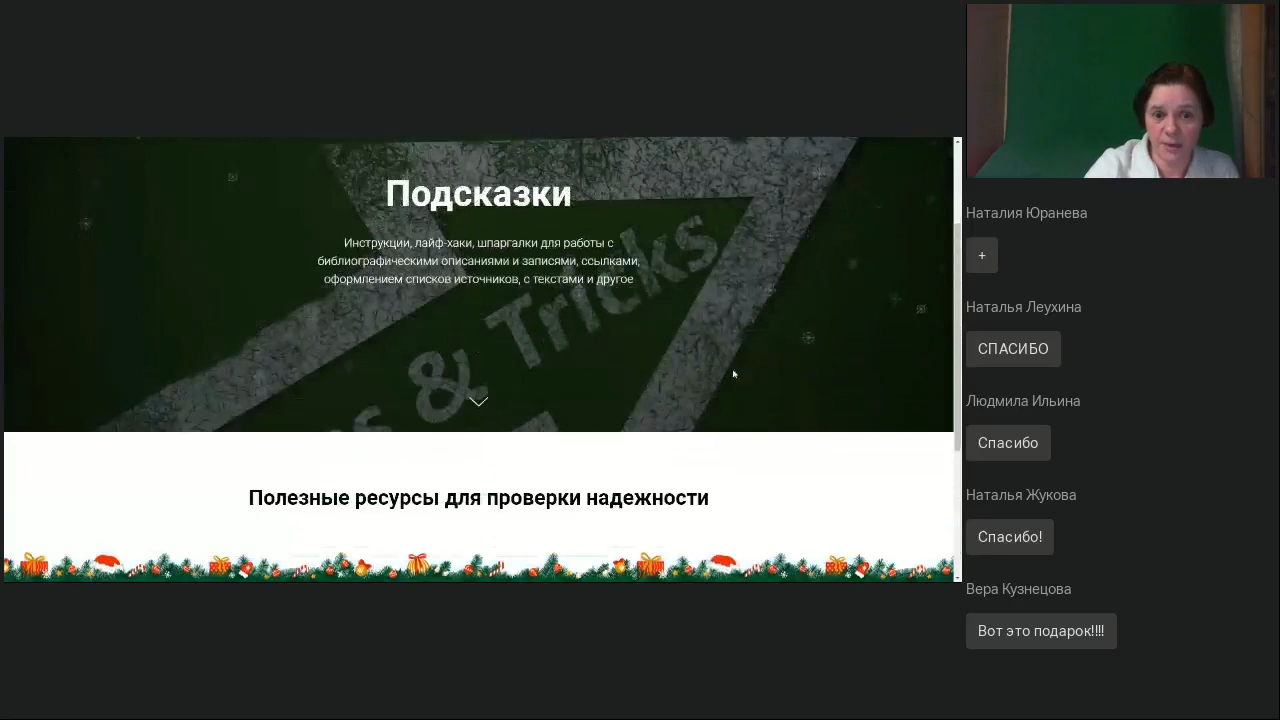 Подсказки
Инструкции, лайф-хаки, шпаргалки для работы с
библиографическими описаниями и записями, ссылками,
оформлением списков источников, с текстами и другое
s & Tricks
Полезные ресурсы для проверки надежности
Наталия Юранева
+
Наталья Леухина
СПАСИБО
Людмила Ильина
Спасибо
Наталья Жукова
Спасибо!
Вера Кузнецова
Вот это подарок!!!!